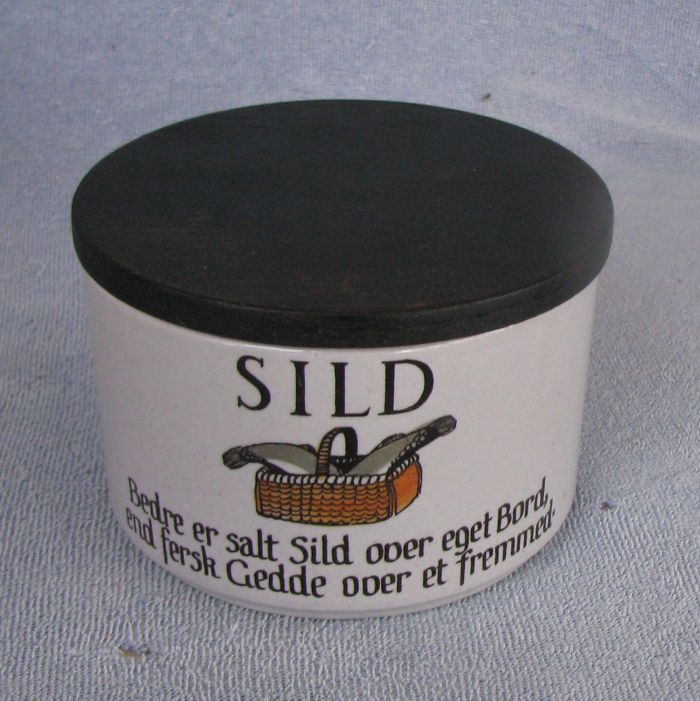 SILD
Bedre er salt Sild over eget Bord,
end fersk Gedde over et fremmed.